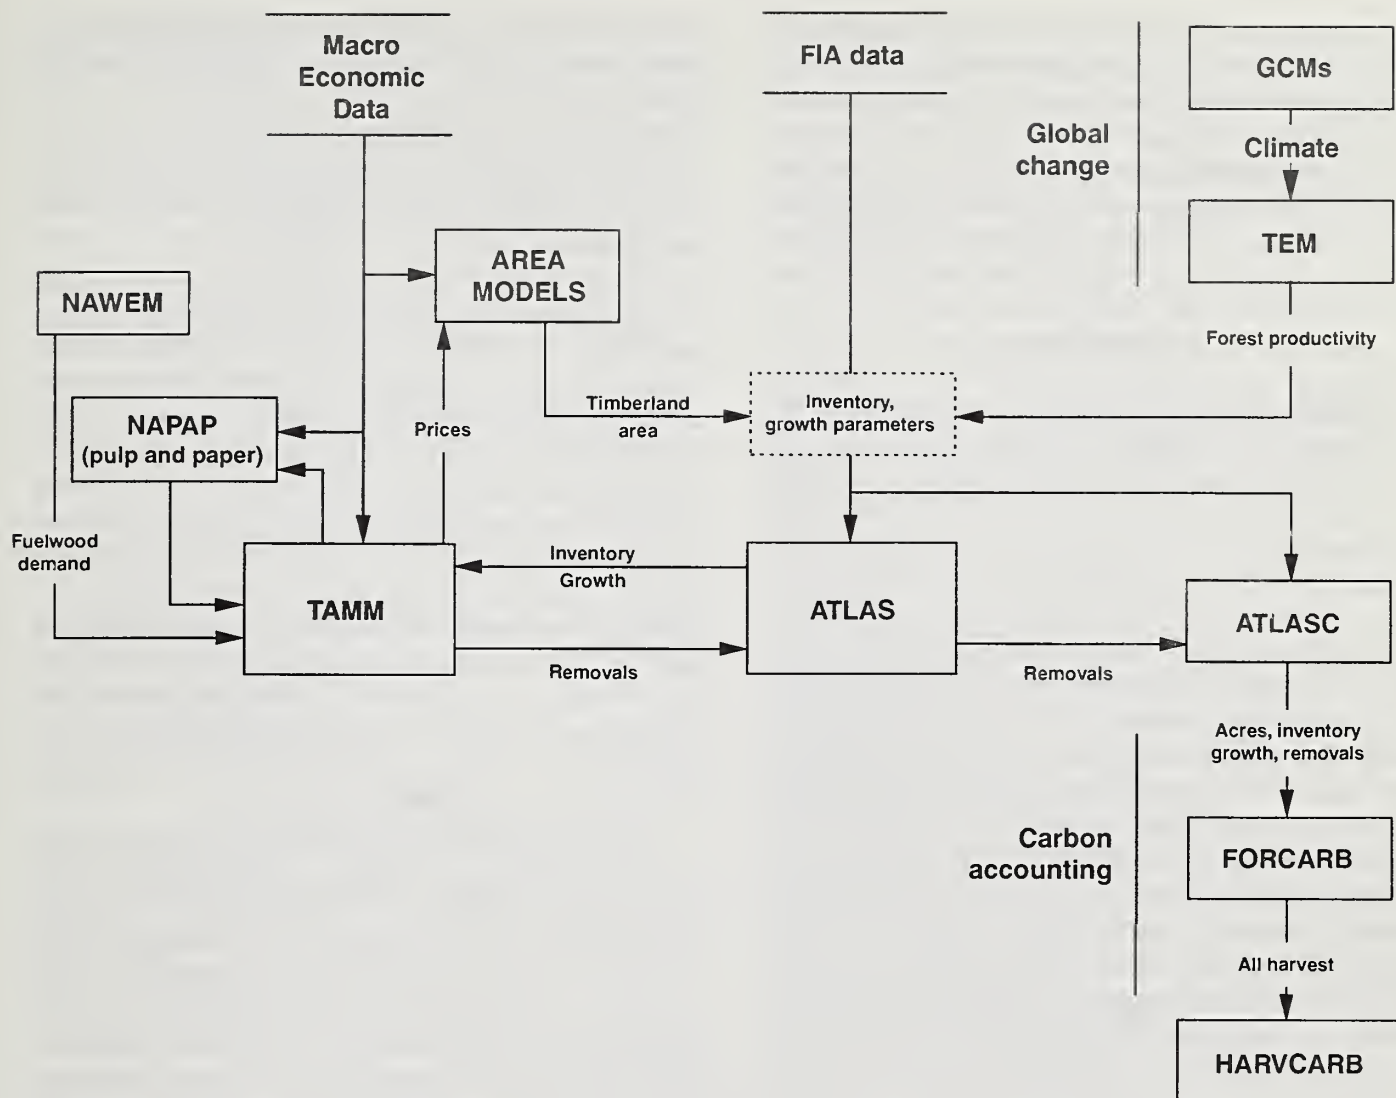 Macro
Economic
Data
FIA data
GCMs
Global
change
Climate
TEM
AREA
MODELS
NAWEM
Forest productivity
NAPAP
(pulp and paper)
Prices
Timberland
area
Inventory,
growth parameters
Fuelwood
demand
TAMM
Inventory
Growth
ATLAS
ATLASC
Removals
Removals
Acres, inventory
growth, removals
Carbon
accounting
FORCARB
All harvest
HARVCARB